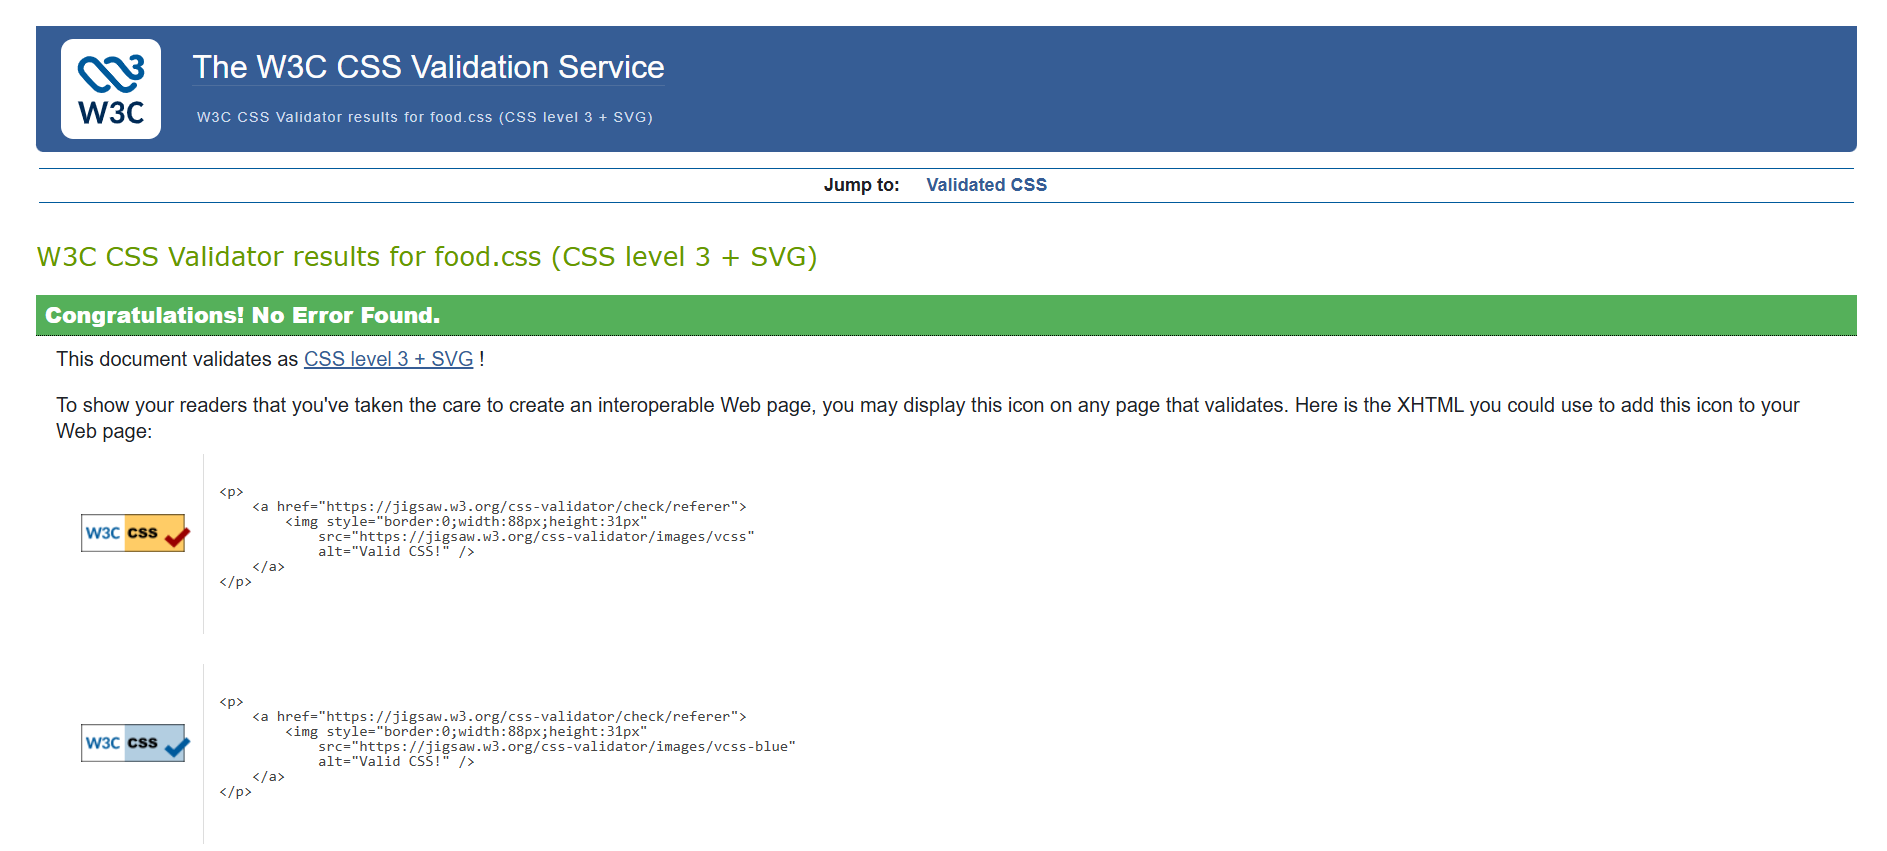 W3C
The W3C CSS Validation Service
W3C CSS Validator results for food.css (CSS level 3 + SVG)
Jump to: Validated CSS
W3C CSS Validator results for food.css (CSS level 3 + SVG)
Congratulations! No Error Found.
This document validates as CSS level 3 + SVG !
To show your readers that you've taken the care to create an interoperable Web page, you may display this icon on any page that validates. Here is the XHTML you could use to add this icon to your
Web page:
W3C css
<p>
    <a href="https://jigsaw.w3.org/css-validator/check/referer">
        <img style="border:0;width:88px;height:31px"
            src="https://jigsaw.w3.org/css-validator/images/vcss"
            alt="Valid CSS!" />
    </a>
</p>
W3C css
<p>
    <a href="https://jigsaw.w3.org/css-validator/check/referer">
        <img style="border:0;width:88px;height:31px"
            src="https://jigsaw.w3.org/css-validator/images/vcss-blue"
            alt="Valid CSS!" />
    </a>
</p>